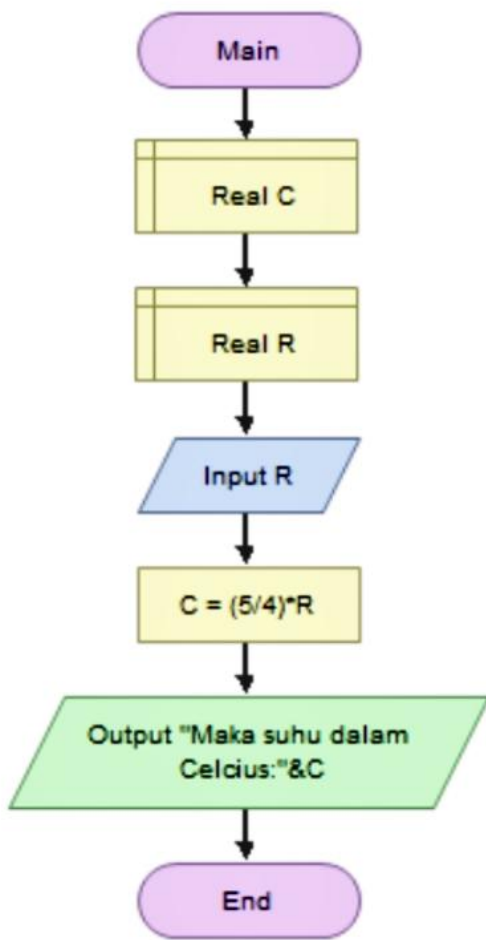 Main
Real C
Real R
Input R
C = (5/4)*R
Output "Maka suhu dalam
Celcius:"&C
End